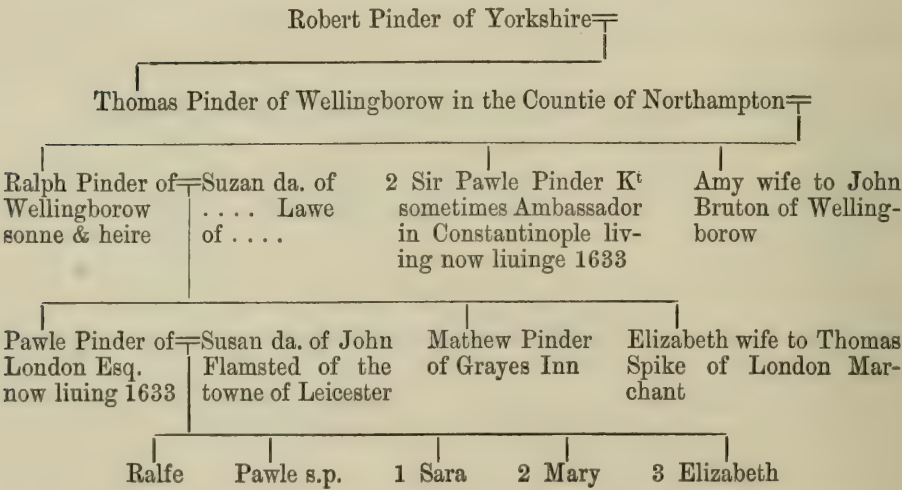 Robert Pinder of Yorkshire
Thomas Pinder of Wellingborow in the Countie of Northampton
Ralph Pinder of
Wellingborow
sonne & heire
Suzan da. of
. . . . Lawe
of . . . .
2 Sir Pawle Pinder Kt
sometimes Ambassador
in Constantinople liv-
ing now liuinge 1633
Amy wife to John
Bruton of Welling-
borow
Pawle Pinder of
London Esq.
now liuing 1633
Susan da. of John
Flamsted of the
towne of Leicester
Mathew Pinder
of Grayes Inn
Elizabeth wife to Thomas
Spike of London Mar-
chant
Ralfe
Pawle s.p.
1 Sara
2 Mary
3 Elizabeth